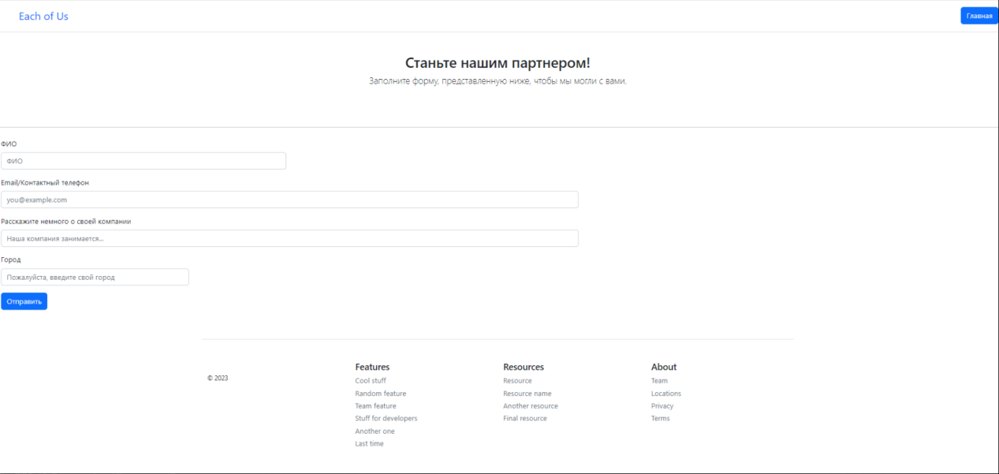 Each of Us
Главная
Станьте нашим партнером!
Заполните форму, представленную ниже, чтобы мы могли с вами.
ФИО
ФИО
Email/Контактный телефон
you@example.com
Расскажите немного о своей компании
Наша компания занимается...
Город
Пожалуйста, введите свой город
Отправить
© 2023
Features
Cool stuff
Random feature
Team feature
Stuff for developers
Another one
Last time
Resources
Resource
Resource name
Another resource
Final resource
About
Team
Locations
Privacy
Terms